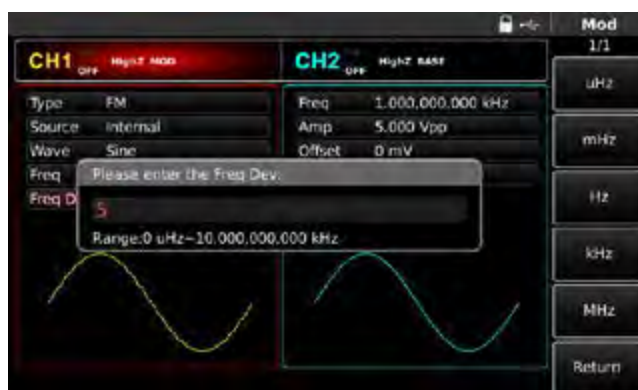 Mod
1/1
CH1 OFF HighZ MOD
CH2 OFF HighZ BASE
Type FM
Source Internal
Wave Sine
Freq
Freq D
Freq 1.000,000,000 kHz
Amp 5.000 Vpp
Offset 0 mV
Please enter the Freq Dev:
5
Range:0 uHz~10.000,000,000 kHz
uHz
mHz
Hz
kHz
MHz
Return